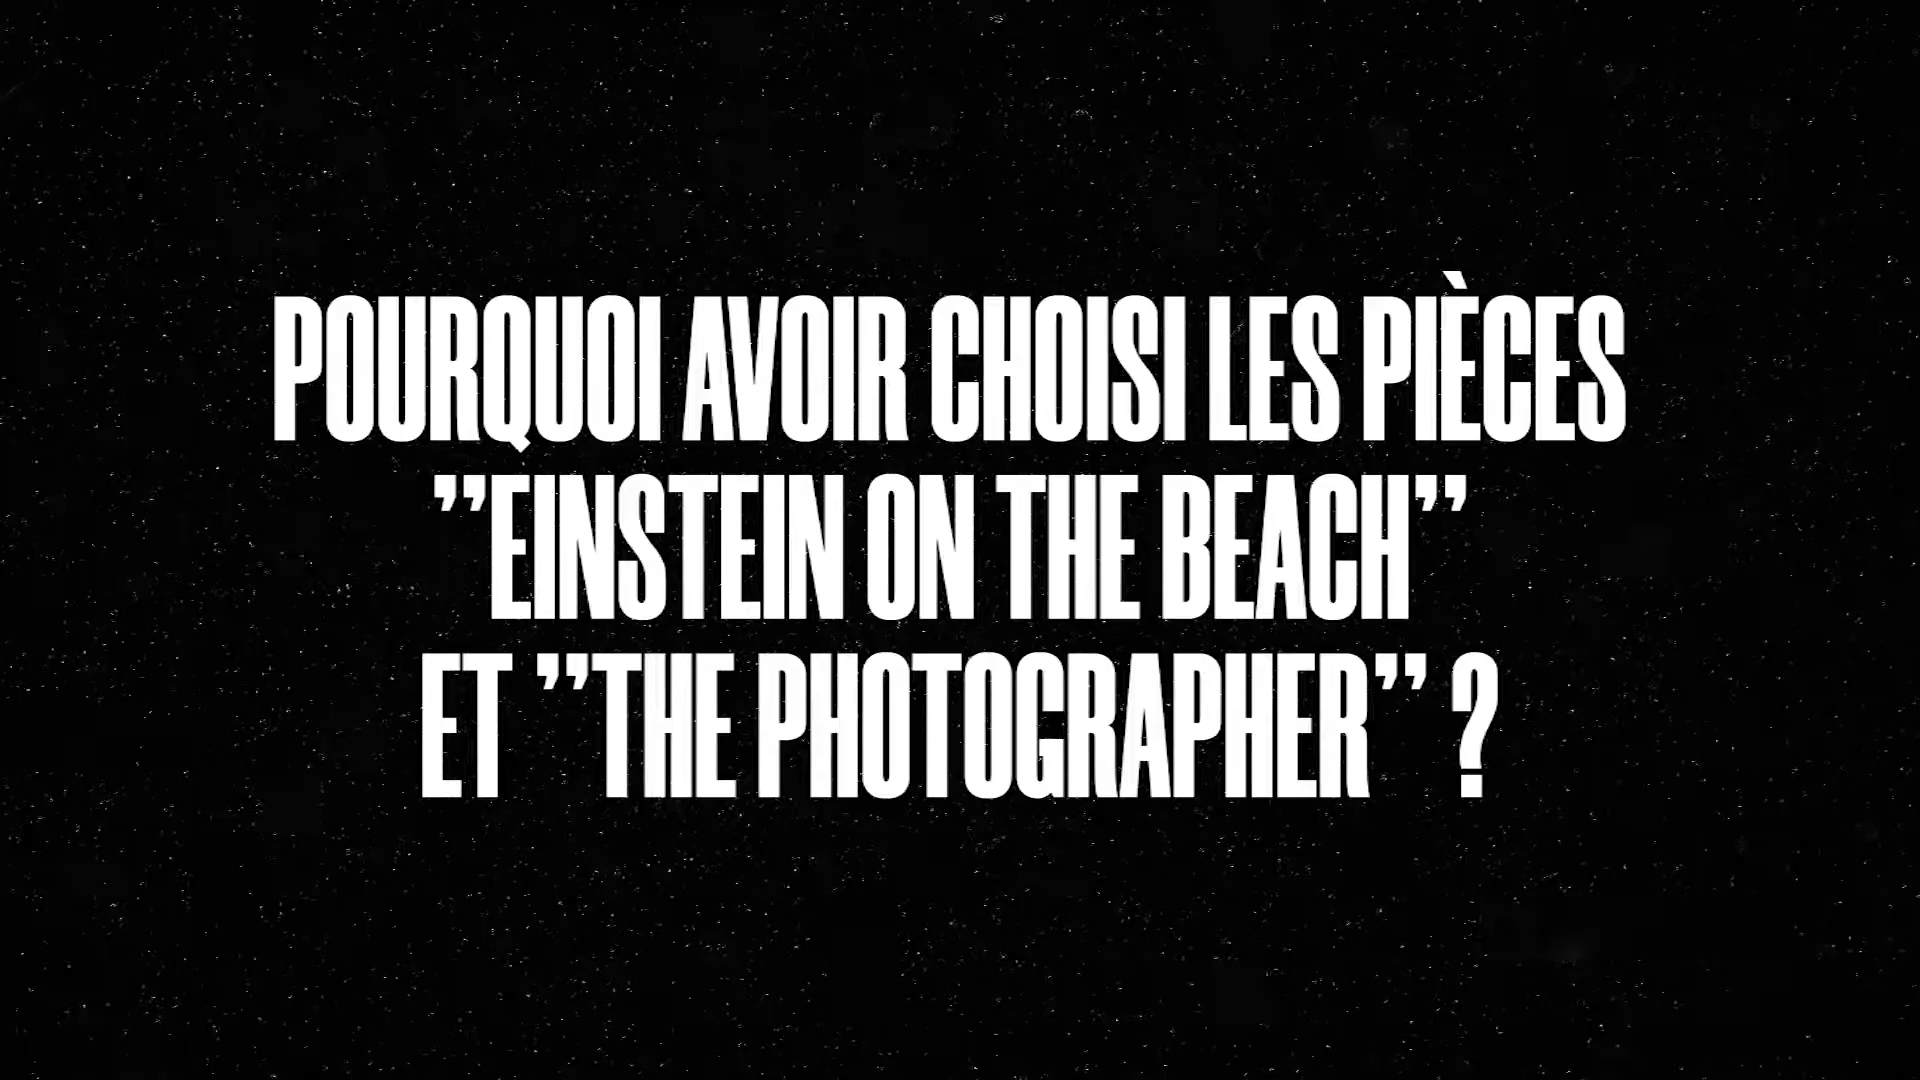 POURQUOI AVOIR CHOISI LES PIÈCES
”EINSTEIN ON THE BEACH”
ET ”THE PHOTOGRAPHER” ?